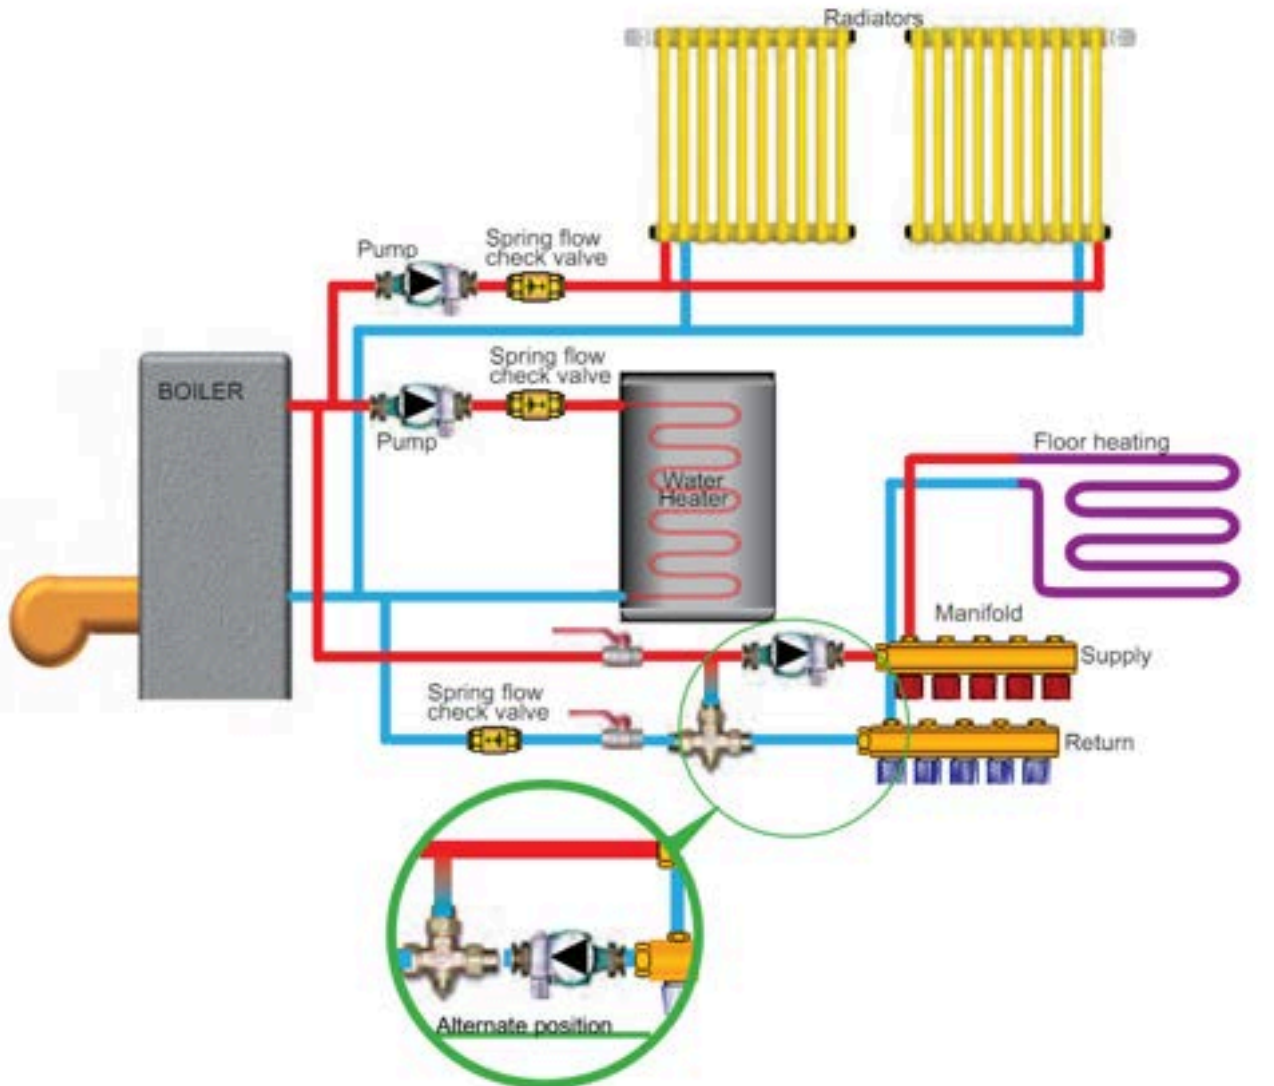 Radiators
Pump
Spring flow
check valve
Spring flow
check valve
BOILER
Pump
Water
Heater
Floor heating
Manifold
Supply
Spring flow
check valve
Return
Alternate position